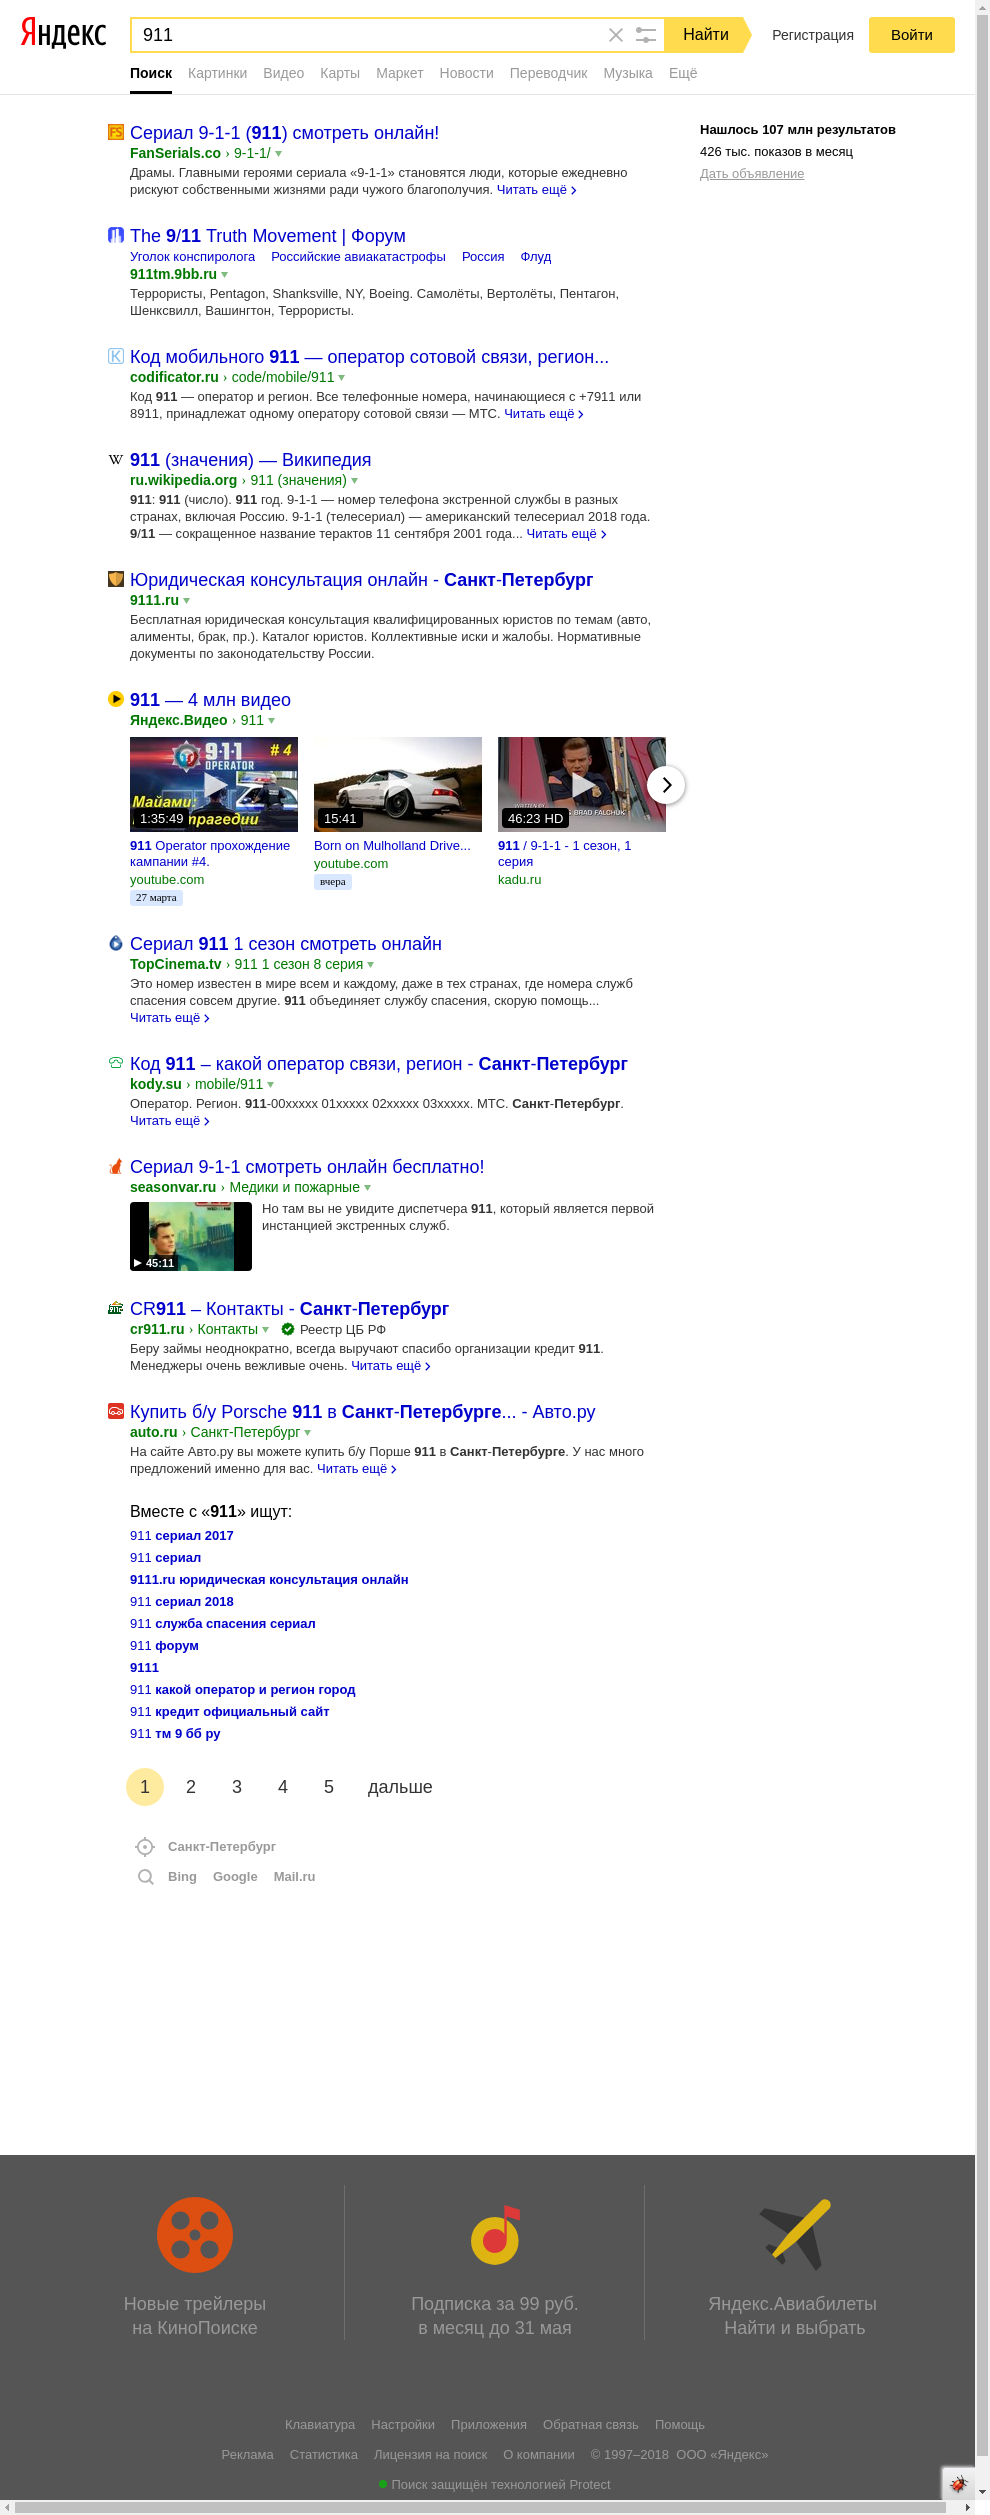 Яндекс
911
Найти
Регистрация
Войти
Поиск Картинки Видео Карты Маркет Новости Переводчик Музыка Ещё
Сериал 9-1-1 (911) смотреть онлайн!
FanSerials.co › 9-1-1/
Драмы. Главными героями сериала «9-1-1» становятся люди, которые ежедневно
рискуют собственными жизнями ради чужого благополучия. Читать ещё
Нашлось 107 млн результатов
426 тыс. показов в месяц
Дать объявление
The 9/11 Truth Movement | Форум
Уголок конспиролога Российские авиакатастрофы Россия Флуд
911tm.9bb.ru
Террористы, Pentagon, Shanksville, NY, Boeing. Самолёты, Вертолёты, Пентагон,
Шенксвилл, Вашингтон, Террористы.
Код мобильного 911 — оператор сотовой связи, регион...
codificator.ru › code/mobile/911
Код 911 — оператор и регион. Все телефонные номера, начинающиеся с +7911 или
8911, принадлежат одному оператору сотовой связи — МТС. Читать ещё
911 (значения) — Википедия
ru.wikipedia.org › 911 (значения)
911: 911 (число). 911 год. 9-1-1 — номер телефона экстренной службы в разных
странах, включая Россию. 9-1-1 (телесериал) — американский телесериал 2018 года.
9/11 — сокращенное название терактов 11 сентября 2001 года... Читать ещё
Юридическая консультация онлайн - Санкт-Петербург
9111.ru
Бесплатная юридическая консультация квалифицированных юристов по темам (авто,
алименты, брак, пр.). Каталог юристов. Коллективные иски и жалобы. Нормативные
документы по законодательству России.
911 — 4 млн видео
Яндекс.Видео › 911
911 OPERATOR # 4
Майами:
трагедии
1:35:49
15:41
BRAD FALCHUK
46:23 HD
911 Operator прохождение
кампании #4.
youtube.com
27 марта
Born on Mulholland Drive...
youtube.com
вчера
911 / 9-1-1 - 1 сезон, 1
серия
kadu.ru
Сериал 911 1 сезон смотреть онлайн
TopCinema.tv › 911 1 сезон 8 серия
Это номер известен в мире всем и каждому, даже в тех странах, где номера служб
спасения совсем другие. 911 объединяет службу спасения, скорую помощь...
Читать ещё
Код 911 – какой оператор связи, регион - Санкт-Петербург
kody.su › mobile/911
Оператор. Регион. 911-00xxxxx 01xxxxx 02xxxxx 03xxxxx. МТС. Санкт-Петербург.
Читать ещё
Сериал 9-1-1 смотреть онлайн бесплатно!
seasonvar.ru › Медики и пожарные
45:11
Но там вы не увидите диспетчера 911, который является первой
инстанцией экстренных служб.
CR911 – Контакты - Санкт-Петербург
cr911.ru › Контакты Реестр ЦБ РФ
Беру займы неоднократно, всегда выручают спасибо организации кредит 911.
Менеджеры очень вежливые очень. Читать ещё
Купить б/у Porsche 911 в Санкт-Петербурге... - Авто.ру
auto.ru › Санкт-Петербург
На сайте Авто.ру вы можете купить б/у Порше 911 в Санкт-Петербурге. У нас много
предложений именно для вас. Читать ещё
Вместе с «911» ищут:
911 сериал 2017
911 сериал
9111.ru юридическая консультация онлайн
911 сериал 2018
911 служба спасения сериал
911 форум
9111
911 какой оператор и регион город
911 кредит официальный сайт
911 тм 9 бб ру
1 2 3 4 5 дальше
Санкт-Петербург
Bing Google Mail.ru
Новые трейлеры
на КиноПоиске
Подписка за 99 руб.
в месяц до 31 мая
Яндекс.Авиабилеты
Найти и выбрать
Клавиатура Настройки Приложения Обратная связь Помощь
Реклама Статистика Лицензия на поиск О компании © 1997–2018 ООО «Яндекс»
Поиск защищён технологией Protect